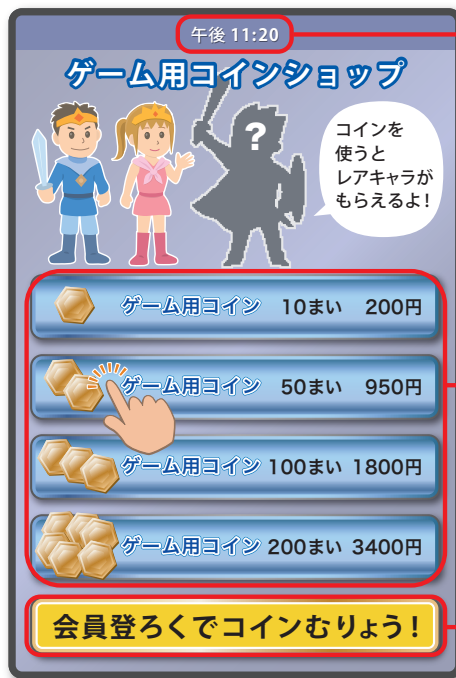 午後 11:20
ゲーム用コインショップ
?
コインを
使うと
レアキャラが
もらえるよ!
ゲーム用コイン 10まい 200円
ゲーム用コイン 50まい 950円
ゲーム用コイン 100まい 1800円
ゲーム用コイン 200まい 3400円
会員登ろくでコインむりょう!